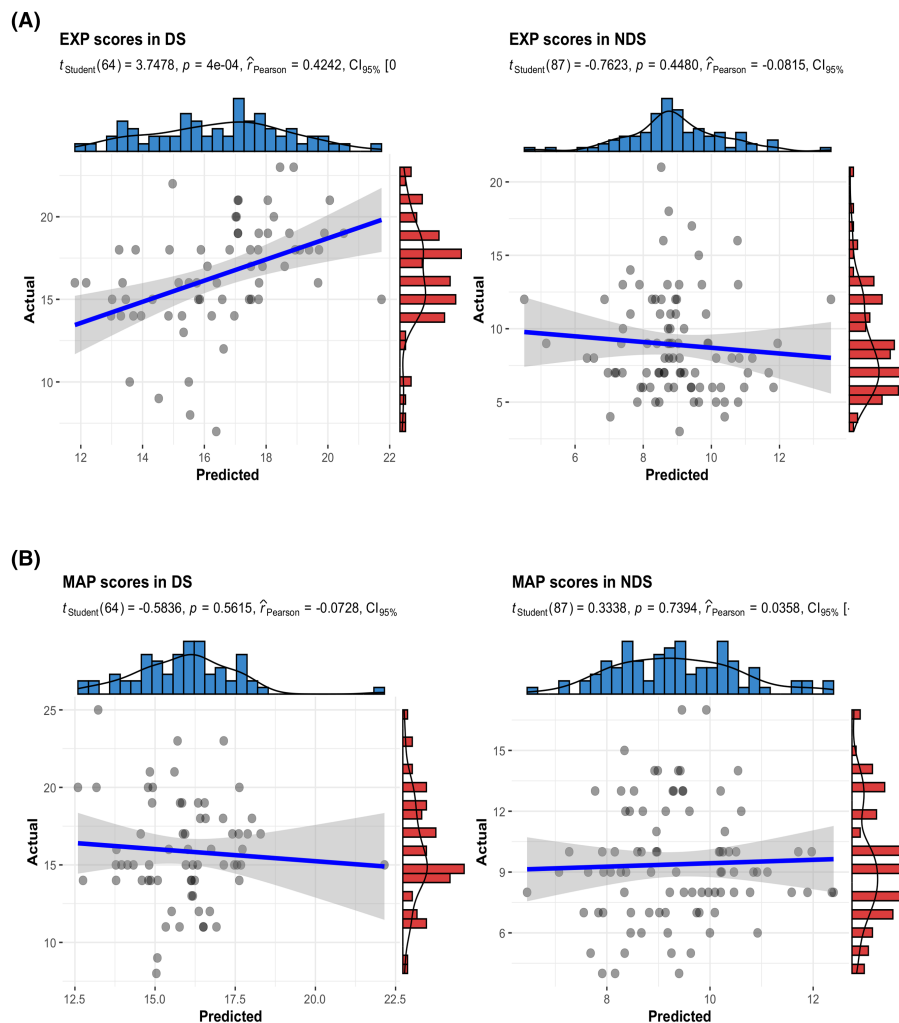 (A)
EXP scores in DS
t Student(64) = 3.7478, p = 4e-04, r̂ Pearson = 0.4242, CI95% [0
EXP scores in NDS
t Student(87) = -0.7623, p = 0.4480, r̂ Pearson = -0.0815, CI95%
Actual
20
15
10
12
14
16
18
20
22
Predicted
Actual
20
15
10
5
6
8
10
12
Predicted
(B)
MAP scores in DS
t Student(64) = -0.5836, p = 0.5615, r̂ Pearson = -0.0728, CI95%
MAP scores in NDS
t Student(87) = 0.3338, p = 0.7394, r̂ Pearson = 0.0358, CI95% [-
Actual
25
20
15
10
12.5
15.0
17.5
20.0
22.5
Predicted
Actual
15
12
9
6
8
10
12
Predicted